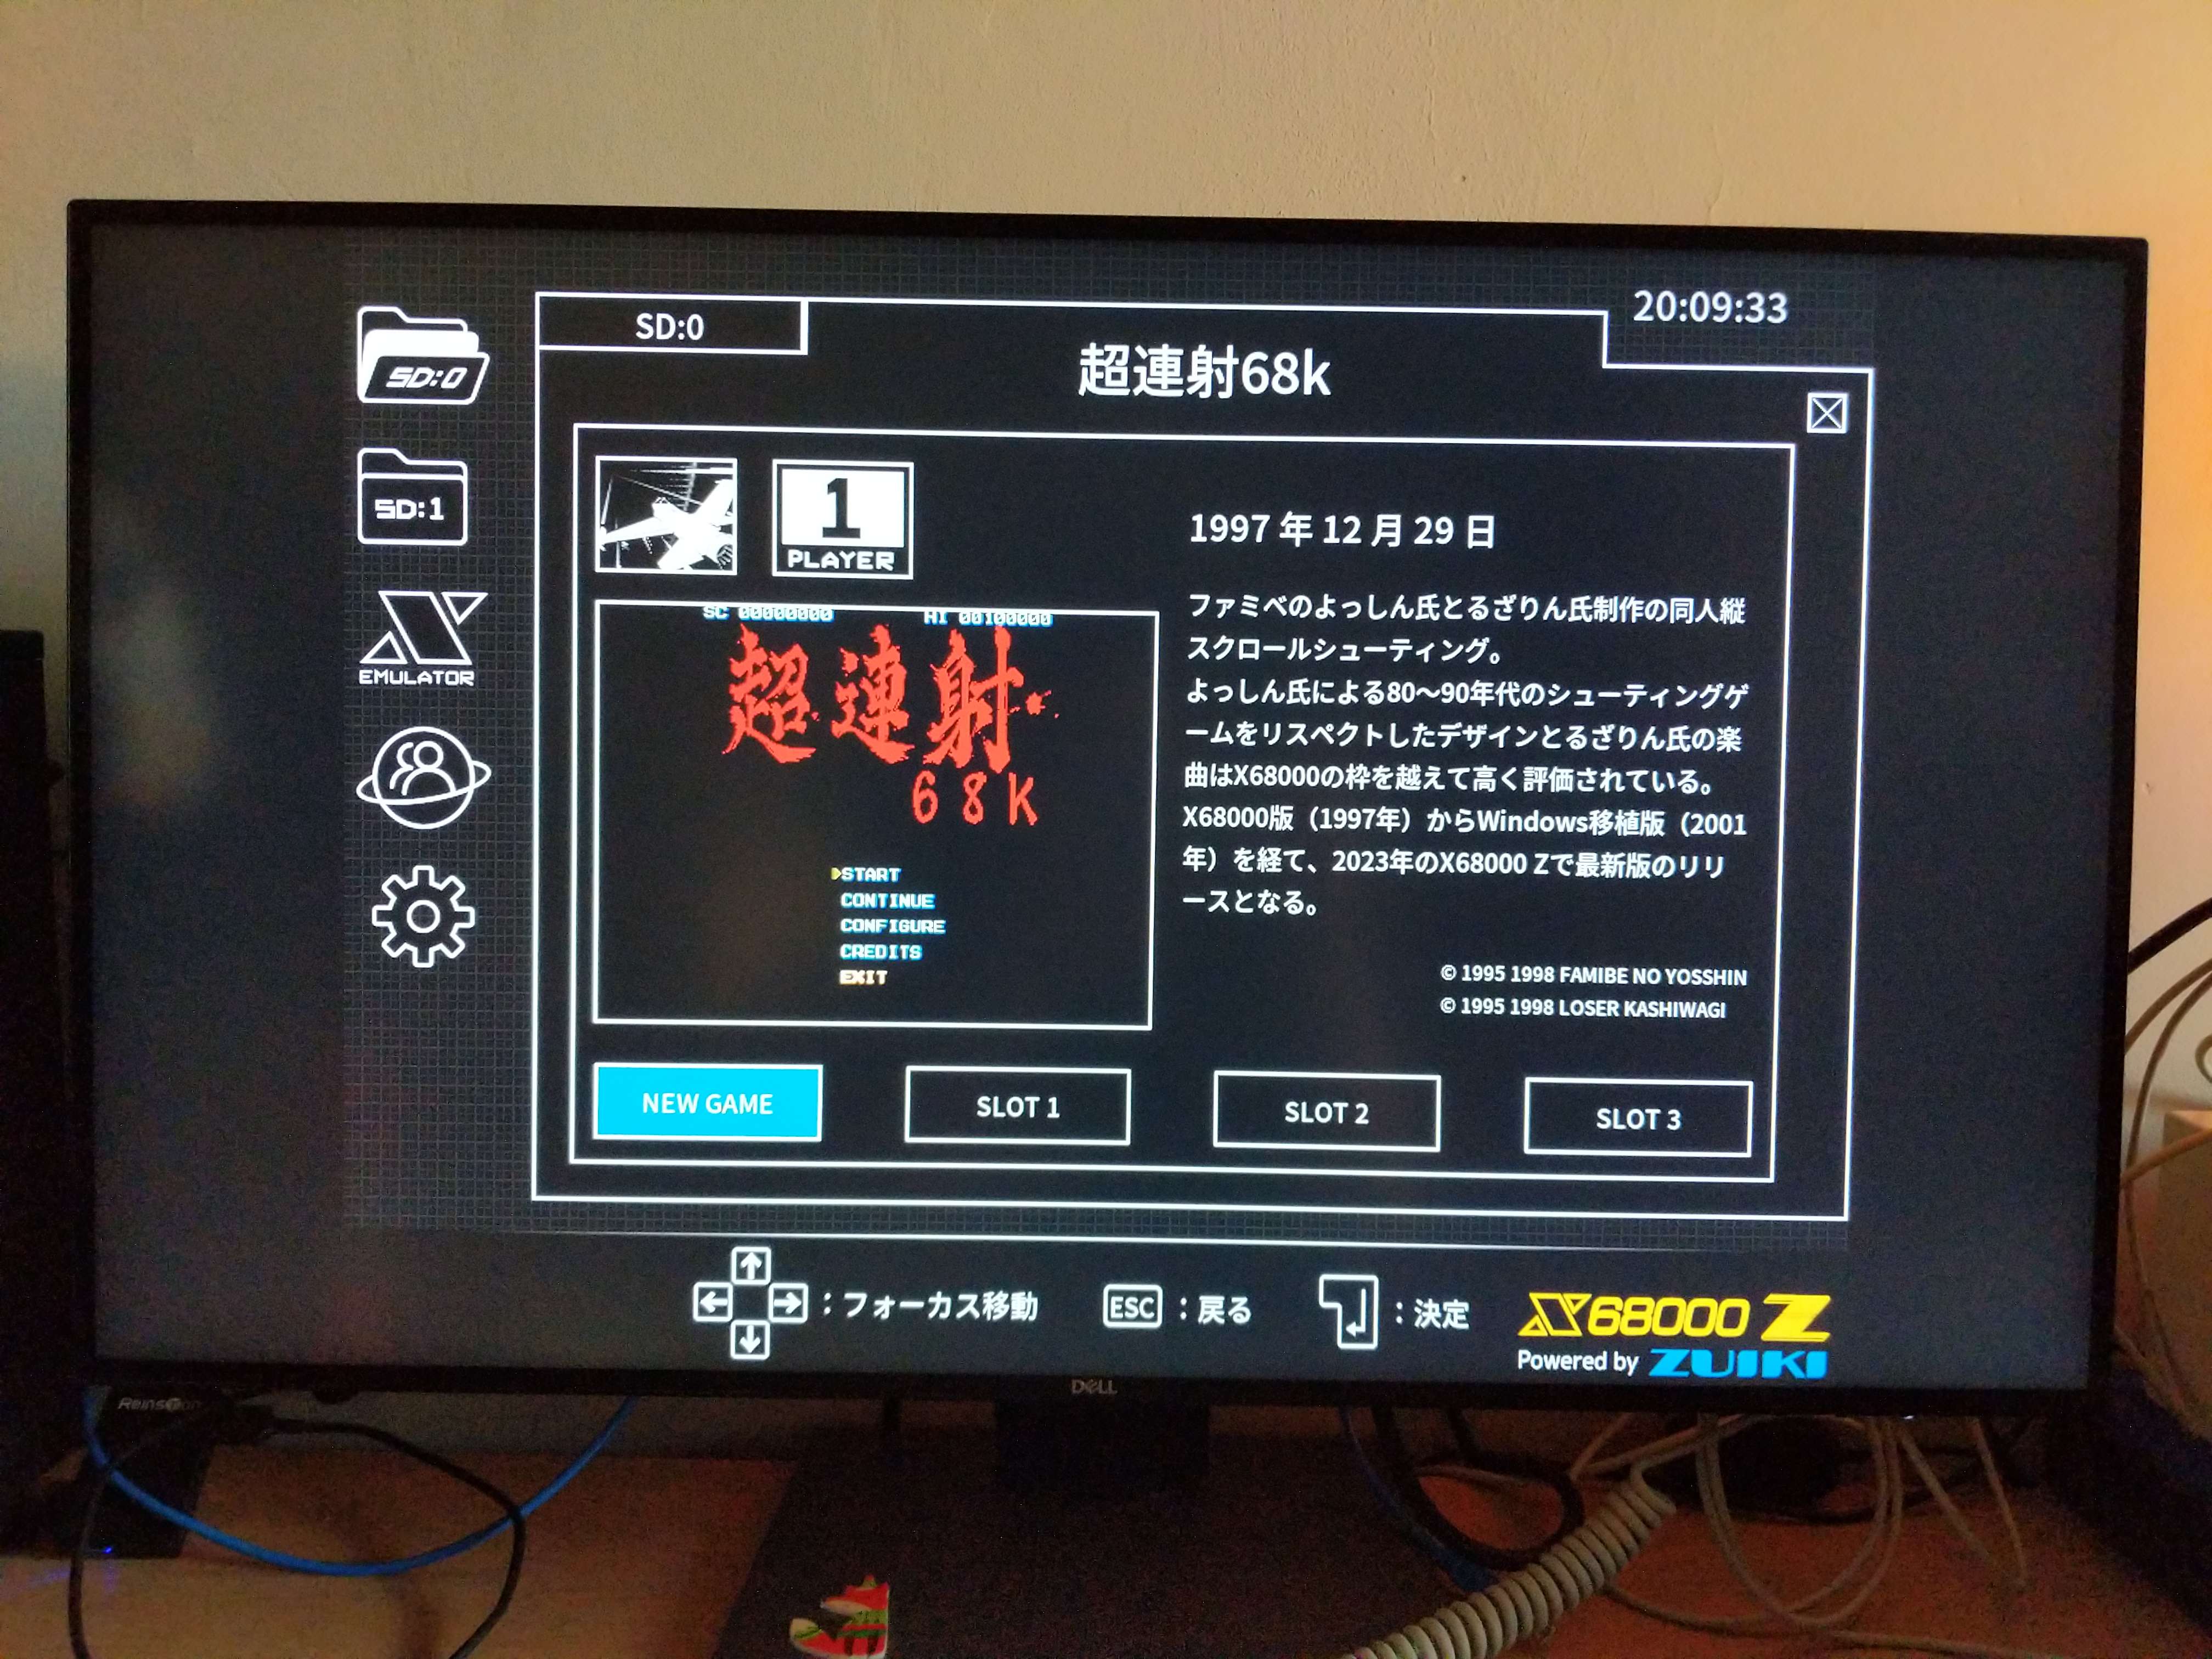 20:09:33
SD:0
超連射68k
SD:0
SD:1
EMULATOR
1
PLAYER
1997 年 12 月 29 日
ファミベのよっしん氏とるざりん氏制作の同人縦
スクロールシューティング。
よっしん氏による80～90年代のシューティングゲ
ームをリスペクトしたデザインとるざりん氏の楽
曲はX68000の枠を越えて高く評価されている。
X68000版（1997年）からWindows移植版（2001
年）を経て、2023年のX68000 Zで最新版のリリ
ースとなる。
© 1995 1998 FAMIBE NO YOSSHIN
© 1995 1998 LOSER KASHIWAGI
SC 00000000 HI 00100000
超連射
68K
START
CONTINUE
CONFIGURE
CREDITS
EXIT
NEW GAME SLOT 1 SLOT 2 SLOT 3
：フォーカス移動 ESC ：戻る ：決定
X68000 Z
Powered by ZUIKI
DELL